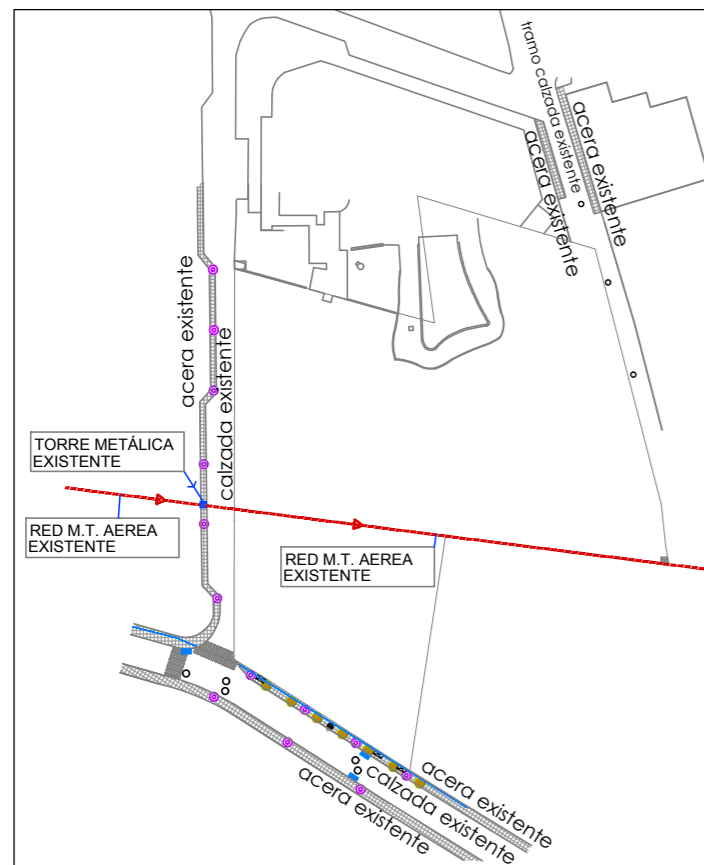 tramo calzada existente
acera existente
acera existente
acera existente
calzada existente
TORRE METÁLICA
EXISTENTE
RED M.T. AEREA
EXISTENTE
RED M.T. AEREA
EXISTENTE
acera existente
calzada existente
acera existente